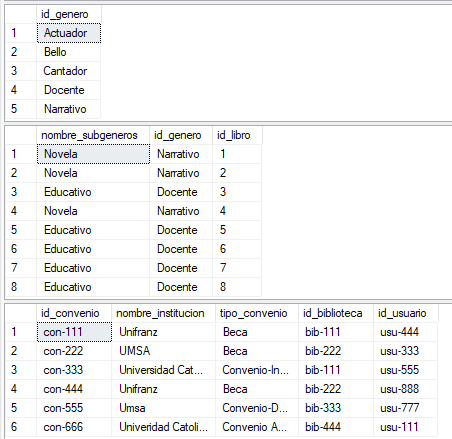 id_genero
1 Actuador
2 Bello
3 Cantador
4 Docente
5 Narrativo
nombre_subgeneros id_genero id_libro
1 Novela Narrativo 1
2 Novela Narrativo 2
3 Educativo Docente 3
4 Novela Narrativo 4
5 Educativo Docente 5
6 Educativo Docente 6
7 Educativo Docente 7
8 Educativo Docente 8
id_convenio nombre_institucion tipo_convenio id_biblioteca id_usuario
1 con-111 Unifranz Beca bib-111 usu-444
2 con-222 UMSA Beca bib-222 usu-333
3 con-333 Universidad Cat... Convenio-In... bib-111 usu-555
4 con-444 Unifranz Beca bib-222 usu-888
5 con-555 Umsa Convenio-D... bib-333 usu-777
6 con-666 Univeridad Catoli... Convenio A... bib-444 usu-111